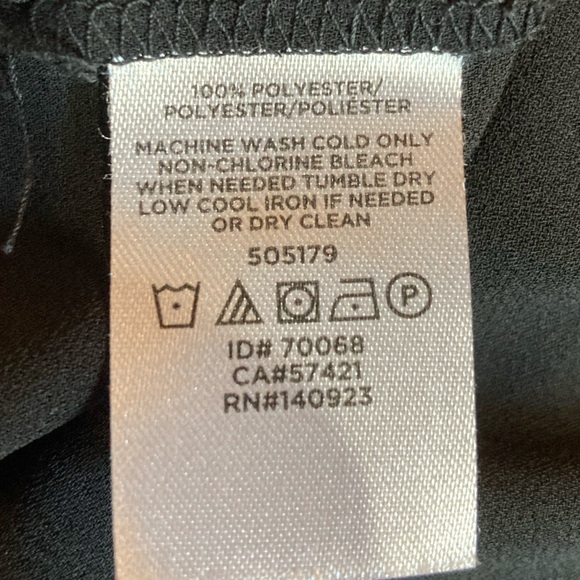 100% POLYESTER/
POLYESTER/POLIÉSTER
MACHINE WASH COLD ONLY
NON-CHLORINE BLEACH
WHEN NEEDED TUMBLE DRY
LOW COOL IRON IF NEEDED
OR DRY CLEAN
505179
P
ID# 70068
CA#57421
RN#140923